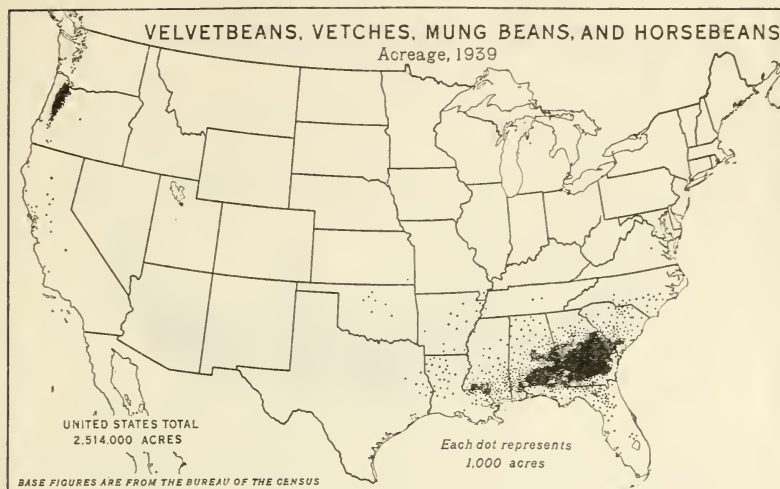 VELVETBEANS, VETCHES, MUNG BEANS, AND HORSEBEANS
Acreage, 1939
UNITED STATES TOTAL
2,514,000 ACRES
Each dot represents
1,000 acres
BASE FIGURES ARE FROM THE BUREAU OF THE CENSUS